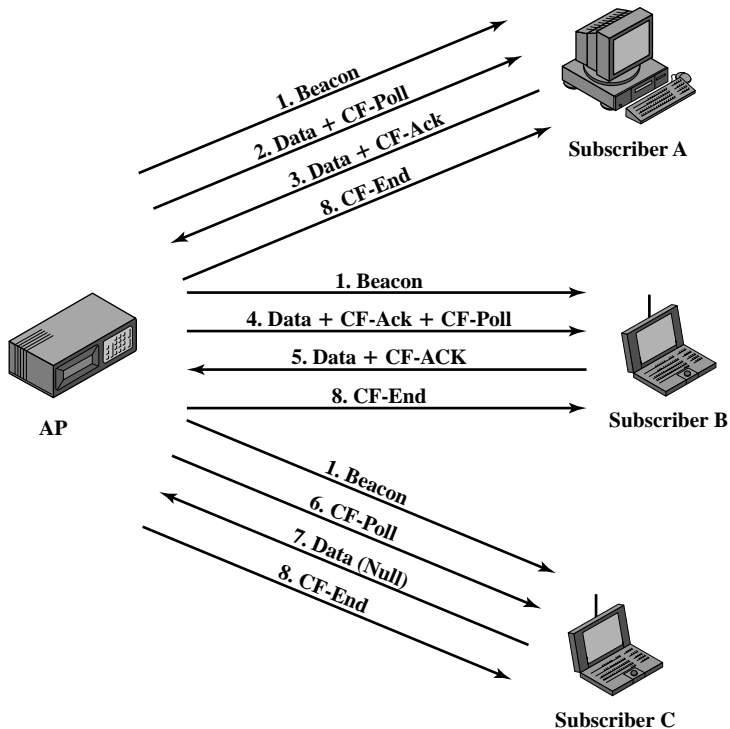 1. Beacon
2. Data + CF-Poll
3. Data + CF-Ack
8. CF-End
Subscriber A
1. Beacon
4. Data + CF-Ack + CF-Poll
5. Data + CF-ACK
8. CF-End
AP
Subscriber B
1. Beacon
6. CF-Poll
7. Data (Null)
8. CF-End
Subscriber C